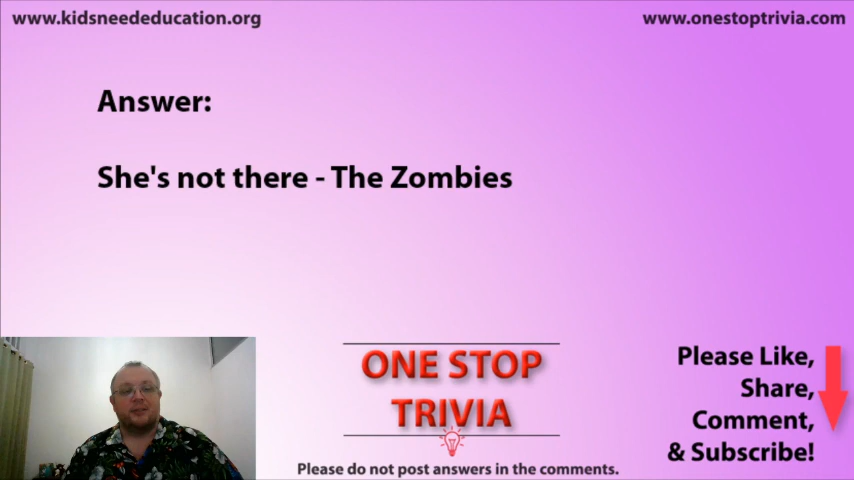 www.kidsneededucation.org
www.onestoptrivia.com
Answer:
She's not there - The Zombies
ONE STOP
TRIVIA
Please do not post answers in the comments.
Please Like,
Share,
Comment,
& Subscribe!